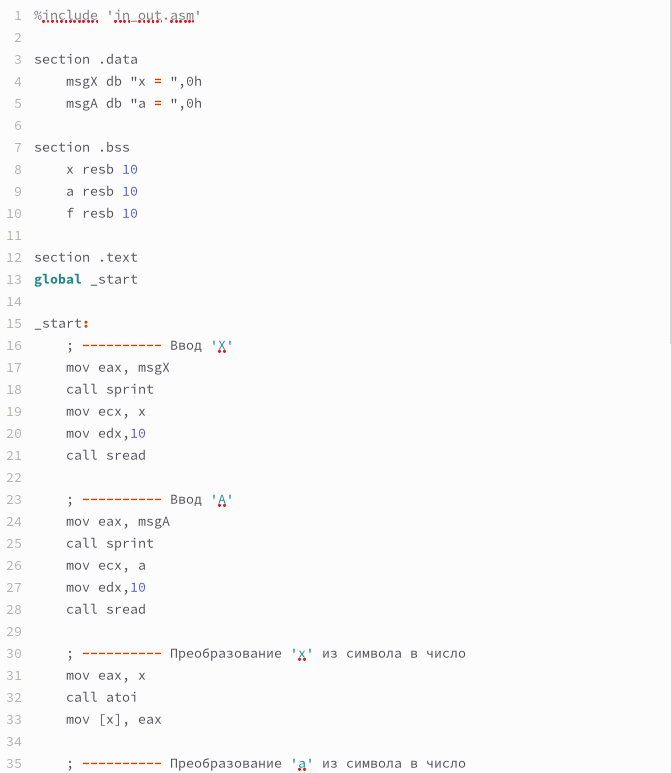 1 %include 'in_out.asm'
2
3 section .data
4     msgX db "x = ",0h
5     msgA db "a = ",0h
6
7 section .bss
8     x resb 10
9     a resb 10
10     f resb 10
11
12 section .text
13 global _start
14
15 _start:
16     ; ---------- Ввод 'X'
17     mov eax, msgX
18     call sprint
19     mov ecx, x
20     mov edx,10
21     call sread
22
23     ; ---------- Ввод 'A'
24     mov eax, msgA
25     call sprint
26     mov ecx, a
27     mov edx,10
28     call sread
29
30     ; ---------- Преобразование 'x' из символа в число
31     mov eax, x
32     call atoi
33     mov [x], eax
34
35     ; ---------- Преобразование 'a' из символа в число